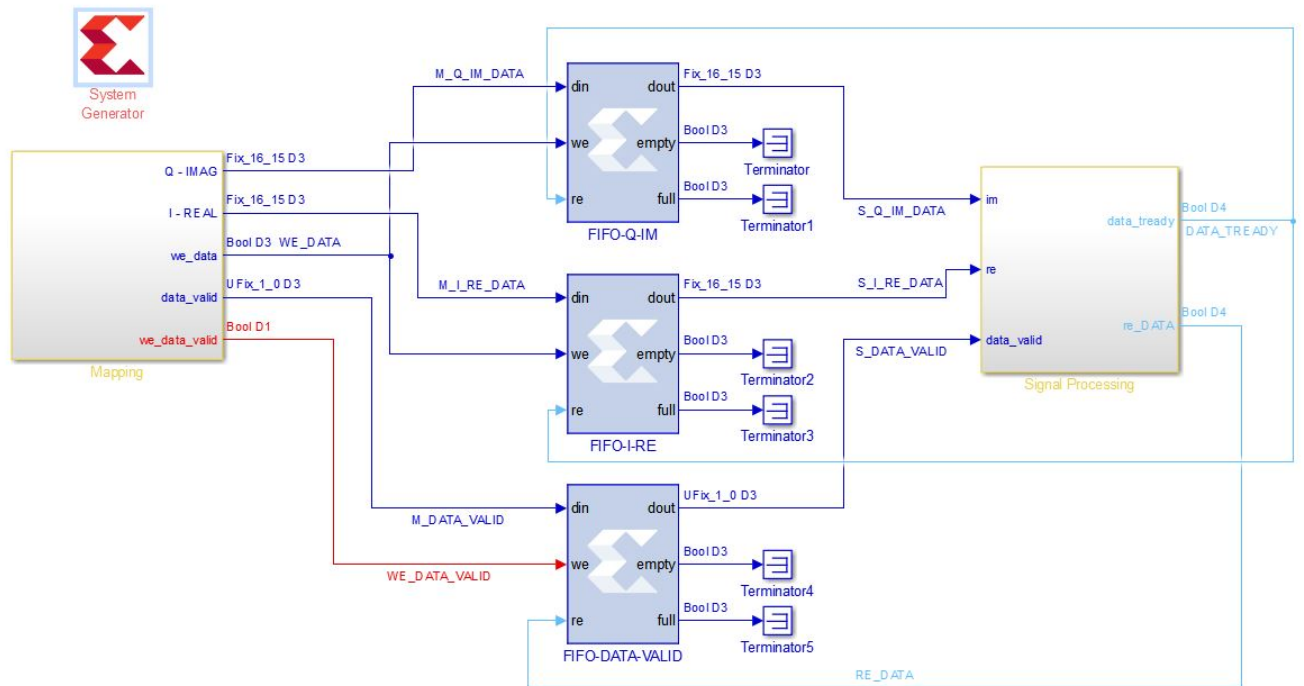 System
Generator
Q - IMAG
I - REAL
we_data
data_valid
we_data_valid
Mapping
Fix_16_15 D3
Fix_16_15 D3
Bool D3 WE_DATA
UFix_1_0 D3
Bool D1
M_Q_IM_DATA
M_I_RE_DATA
M_DATA_VALID
WE_DATA_VALID
din
we
re
dout
empty
full
FIFO-Q-IM
Fix_16_15 D3
Bool D3
Terminator
Bool D3
Terminator1
din
we
re
dout
empty
full
FIFO-I-RE
Fix_16_15 D3
Bool D3
Terminator2
Bool D3
Terminator3
din
we
re
dout
empty
full
FIFO-DATA-VALID
UFix_1_0 D3
Bool D3
Terminator4
Bool D3
Terminator5
S_Q_IM_DATA
S_I_RE_DATA
S_DATA_VALID
im
re
data_valid
data_tready
re_DATA
Signal Processing
Bool D4
DATA_TREADY
Bool D4
RE_DATA